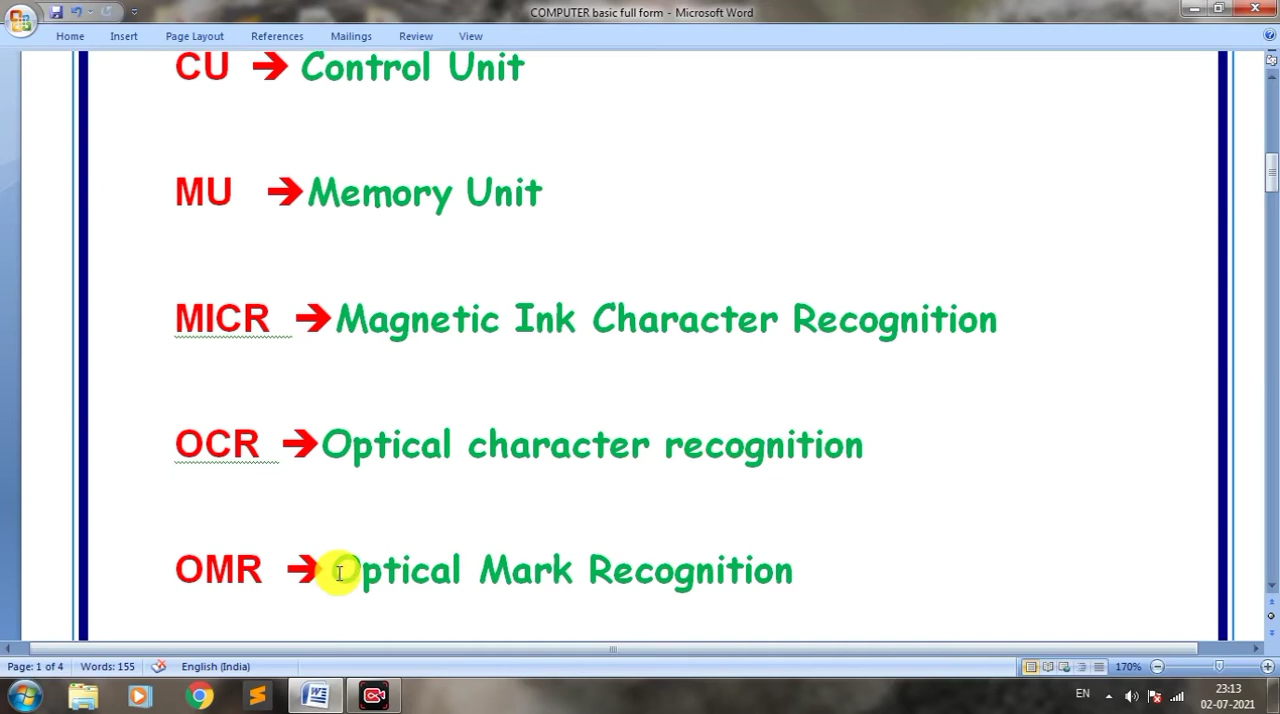 COMPUTER basic full form - Microsoft Word
Home Insert Page Layout References Mailings Review View
CU ➔ Control Unit
MU ➔Memory Unit
MICR ➔Magnetic Ink Character Recognition
OCR ➔Optical character recognition
OMR ➔ Optical Mark Recognition
Page: 1 of 4 Words: 155 English (India) 170%
EN 23:13
02-07-2021